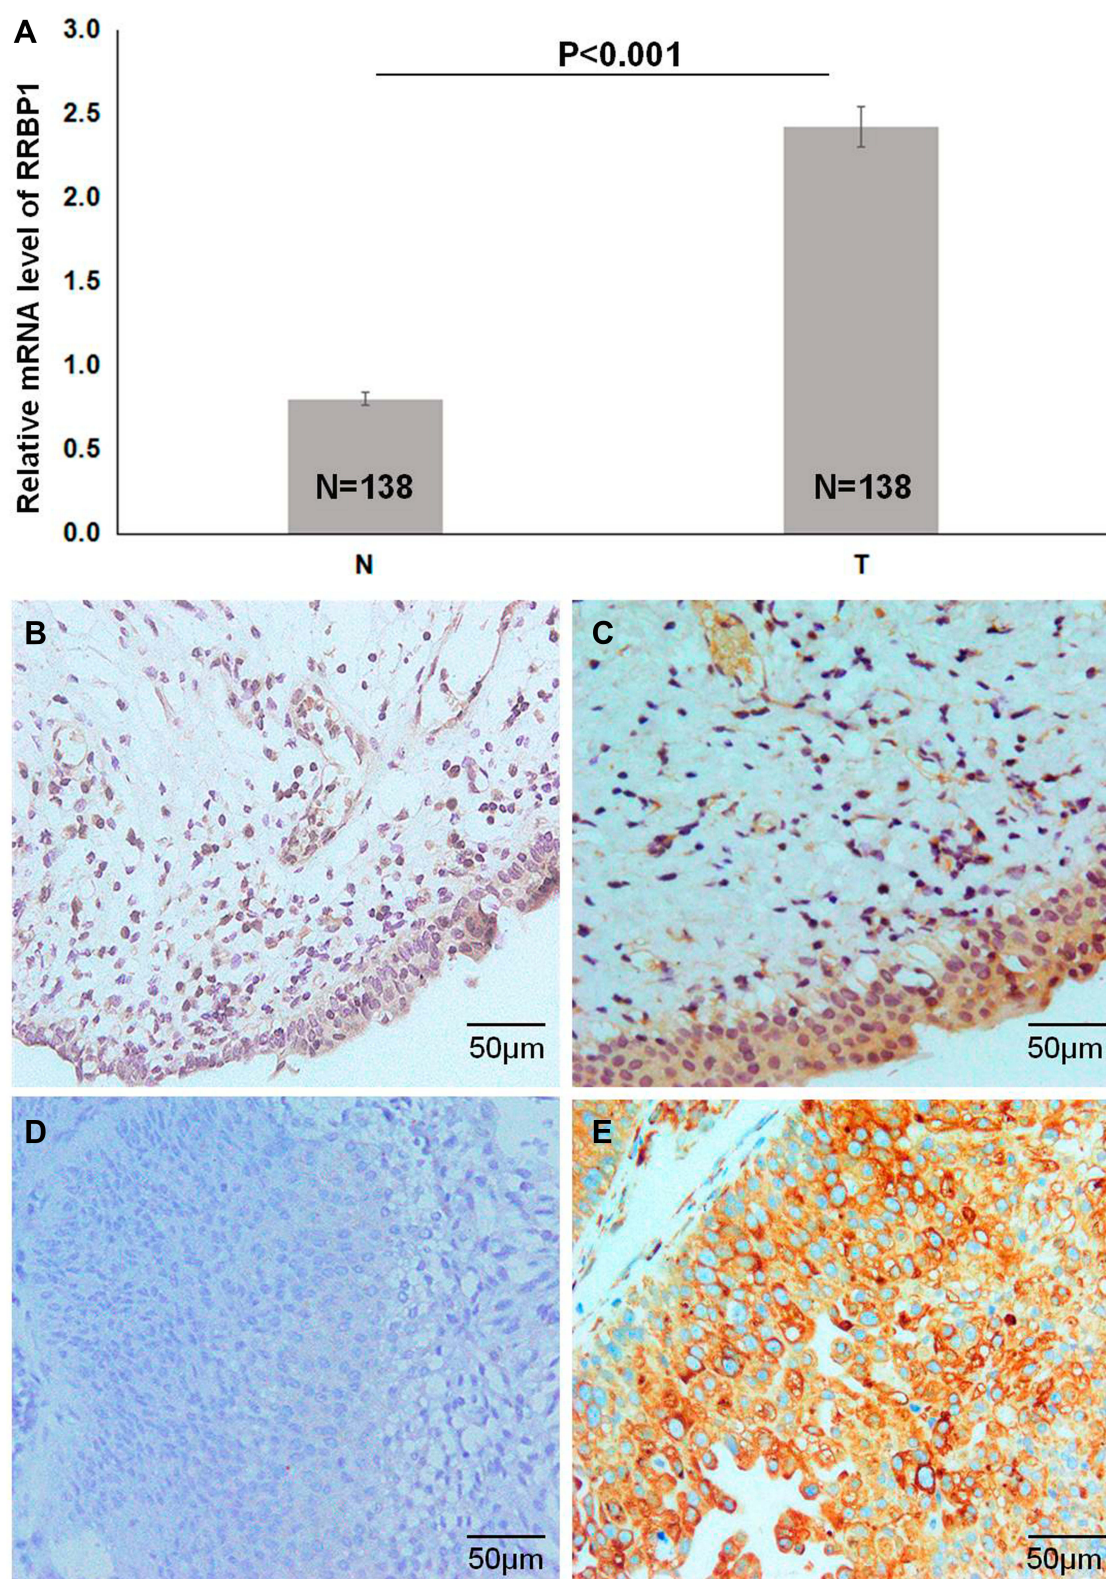 A
3.0
P<0.001
2.5
2.0
1.5
1.0
0.5
0.0
Relative mRNA level of RRBP1
N=138
N=138
N
T
B
C
50μm
50μm
D
E
50μm
50μm